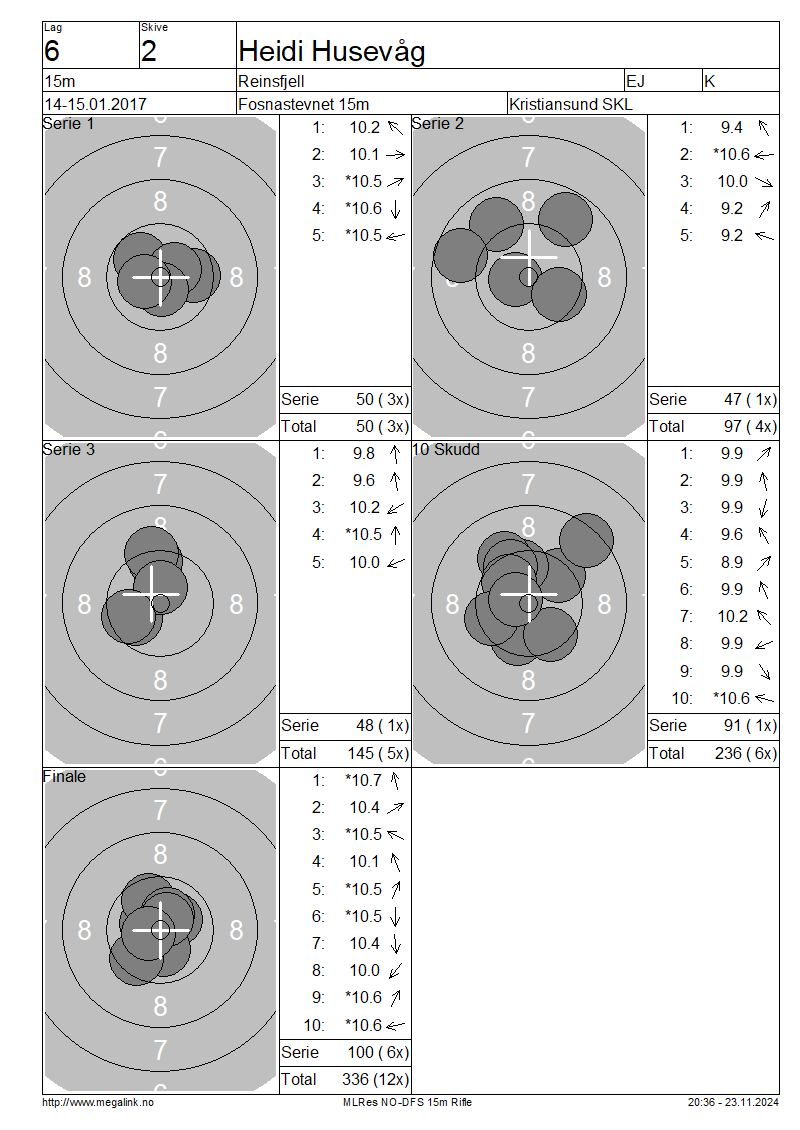 Lag
Skive
6
2
Heidi Husevåg
15m
Reinsfjell
EJ
K
14-15.01.2017
Fosnastevnet 15m
Kristiansund SKL
Serie 1
6
7
8
8
8
8
7
6
1: 10.2
2: 10.1
3: *10.5
4: *10.6
5: *10.5
Serie 50 ( 3x)
Total 50 ( 3x)
Serie 2
6
7
8
8
8
8
7
6
1: 9.4
2: *10.6
3: 10.0
4: 9.2
5: 9.2
Serie 47 ( 1x)
Total 97 ( 4x)
Serie 3
6
7
8
8
8
8
7
6
1: 9.8
2: 9.6
3: 10.2
4: *10.5
5: 10.0
Serie 48 ( 1x)
Total 145 ( 5x)
10 Skudd
6
7
8
8
8
8
7
6
1: 9.9
2: 9.9
3: 9.9
4: 9.6
5: 8.9
6: 9.9
7: 10.2
8: 9.9
9: 9.9
10: *10.6
Serie 91 ( 1x)
Total 236 ( 6x)
Finale
6
7
8
8
8
8
7
6
1: *10.7
2: 10.4
3: *10.5
4: 10.1
5: *10.5
6: *10.5
7: 10.4
8: 10.0
9: *10.6
10: *10.6
Serie 100 ( 6x)
Total 336 (12x)
http://www.megalink.no
MLRes NO-DFS 15m Rifle
20:36 - 23.11.2024